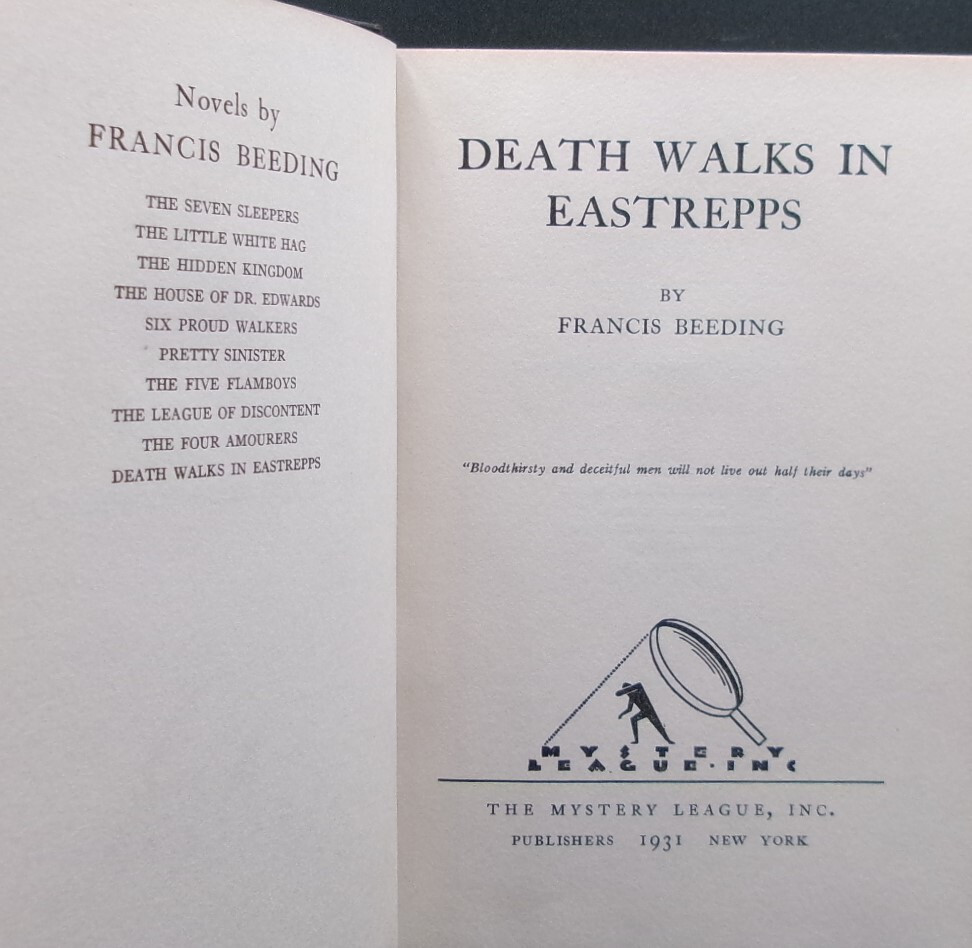 Novels by
FRANCIS BEEDING
THE SEVEN SLEEPERS
THE LITTLE WHITE HAG
THE HIDDEN KINGDOM
THE HOUSE OF DR. EDWARDS
SIX PROUD WALKERS
PRETTY SINISTER
THE FIVE FLAMBOYS
THE LEAGUE OF DISCONTENT
THE FOUR AMOURERS
DEATH WALKS IN EASTREPPS
DEATH WALKS IN
EASTREPPS
BY
FRANCIS BEEDING
"Bloodthirsty and deceitful men will not live out half their days"
MYSTERY
LEAGUE·INC
THE MYSTERY LEAGUE, INC.
PUBLISHERS 1931 NEW YORK